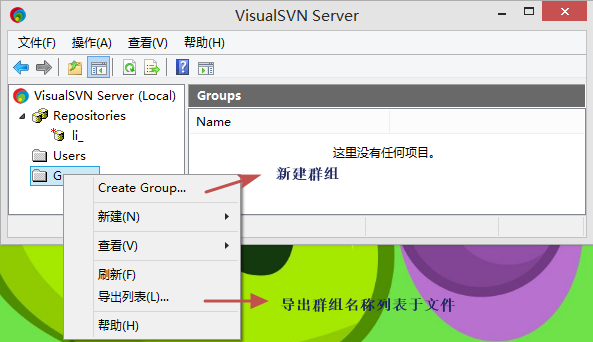 VisualSVN Server
文件(F) 操作(A) 查看(V) 帮助(H)
VisualSVN Server (Local)
Repositories
li_
Users
G
Groups
Name
这里没有任何项目。
Create Group...
新建群组
新建(N)
查看(V)
刷新(F)
导出列表(L)...
导出群组名称列表于文件
帮助(H)